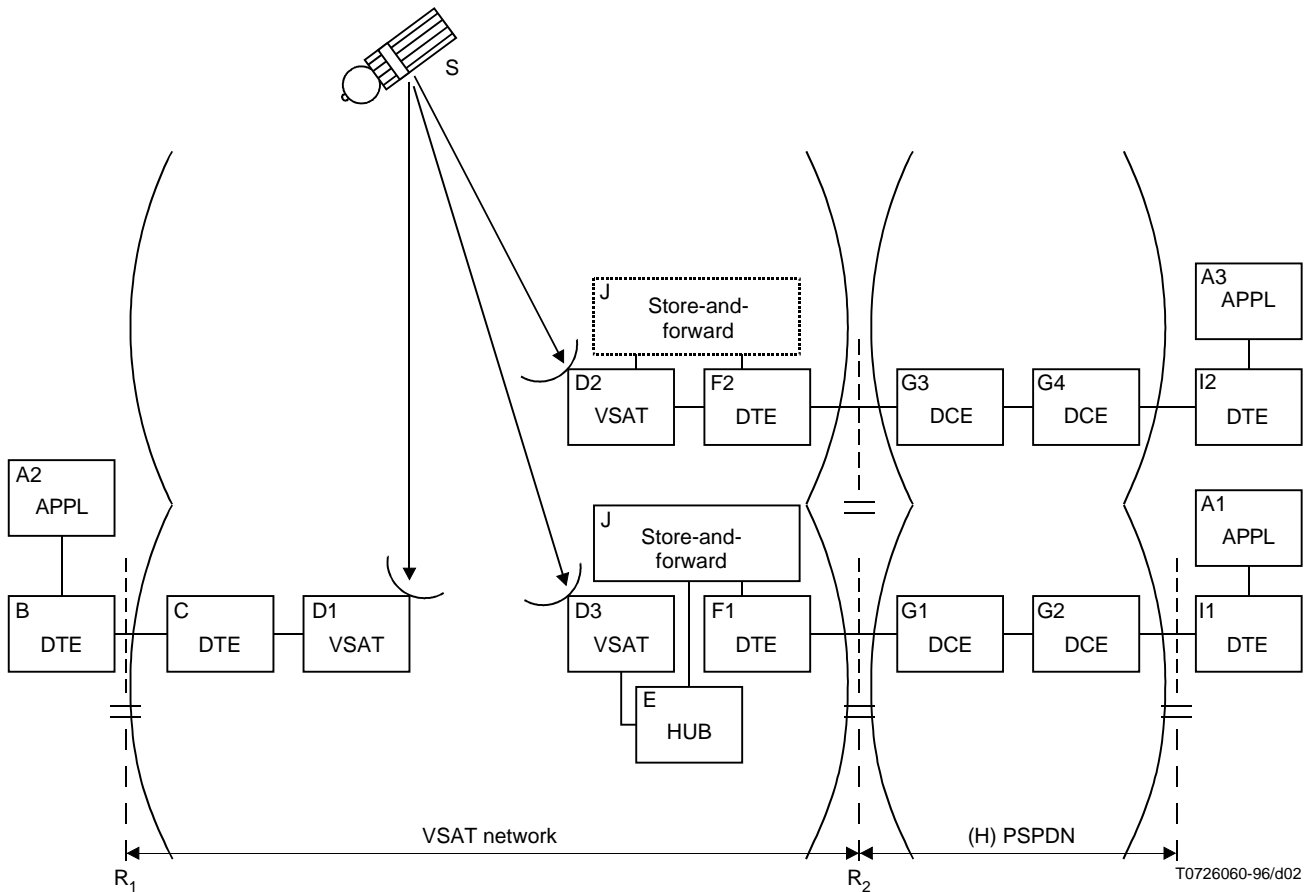 S
J
Store-and-
forward
A3
APPL
D2
VSAT
F2
DTE
G3
DCE
G4
DCE
I2
DTE
A2
APPL
J
Store-and-
forward
A1
APPL
B
DTE
C
DTE
D1
VSAT
D3
VSAT
F1
DTE
G1
DCE
G2
DCE
I1
DTE
E
HUB
VSAT network
(H) PSPDN
R1
R2
T0726060-96/d02